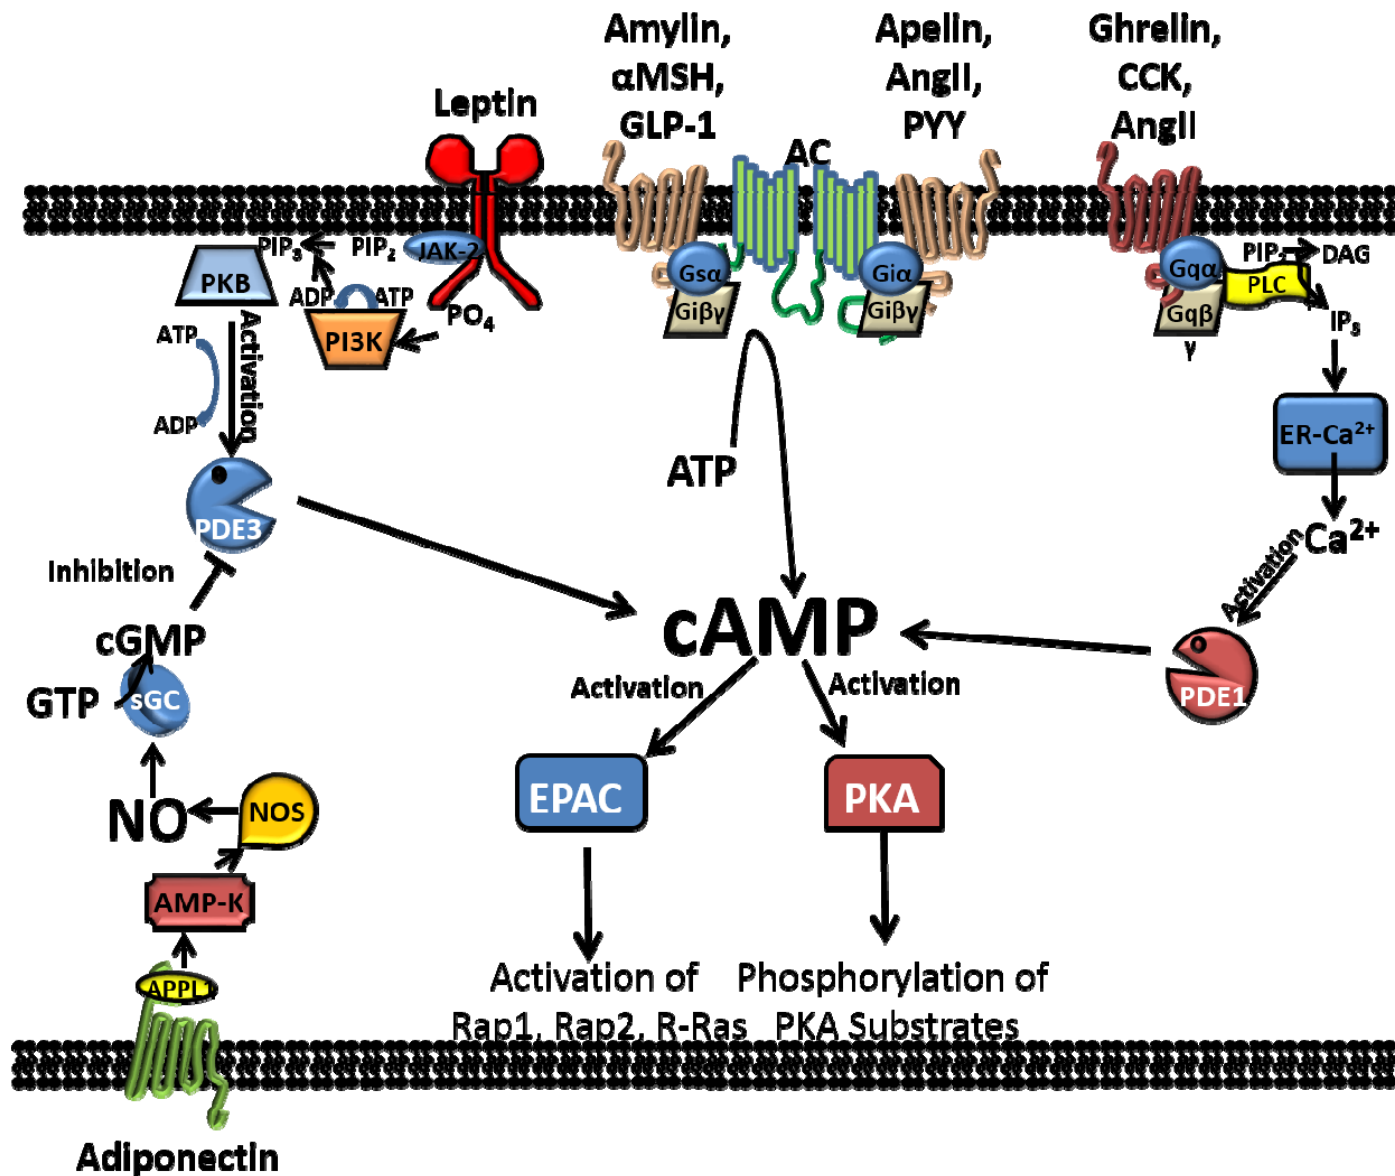 Amylin,
αMSH,
GLP-1
Apelin,
AngII,
PYY
Ghrelin,
CCK,
AngII
Leptin
AC
PIP₃
PIP₂
JAK-2
PKB
ADP
ATP
PI3K
PO₄
Activation
ATP
ADP
PDE3
Inhibition
cGMP
GTP
sGC
NO
NOS
AMP-K
APPL1
Adiponectin
Gsα
Giβγ
Giα
Giβγ
ATP
cAMP
Activation
Activation
EPAC
PKA
Activation of
Rap1, Rap2, R-Ras
Phosphorylation of
PKA Substrates
Gqα
Gqβ
γ
PLC
PIP₂
DAG
IP₃
ER-Ca²⁺
Ca²⁺
Activation
PDE1